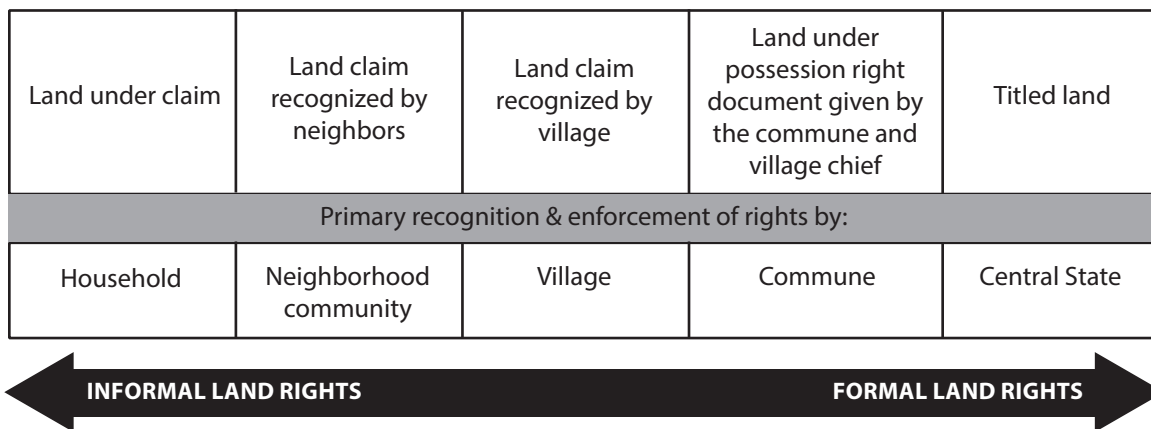 Land under claim
Land claim
recognized by
neighbors
Land claim
recognized by
village
Land under
possession right
document given by
the commune and
village chief
Titled land
Primary recognition & enforcement of rights by:
Household
Neighborhood
community
Village
Commune
Central State
INFORMAL LAND RIGHTS
FORMAL LAND RIGHTS